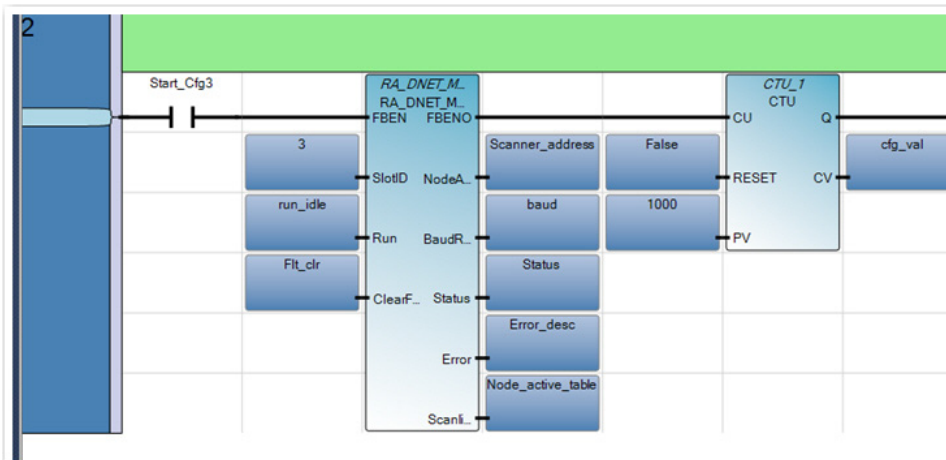 2
Start_Cfg3
RA_DNET_M...
RA_DNET_M...
FBEN FBENO
CTU_1
CTU
CU Q
3
Scanner_address
False
cfg_val
SlotID NodeA...
RESET CV
run_idle
baud
1000
Run BaudR...
PV
Flt_clr
Status
ClearF... Status
Error_desc
Error
Node_active_table
Scanli...